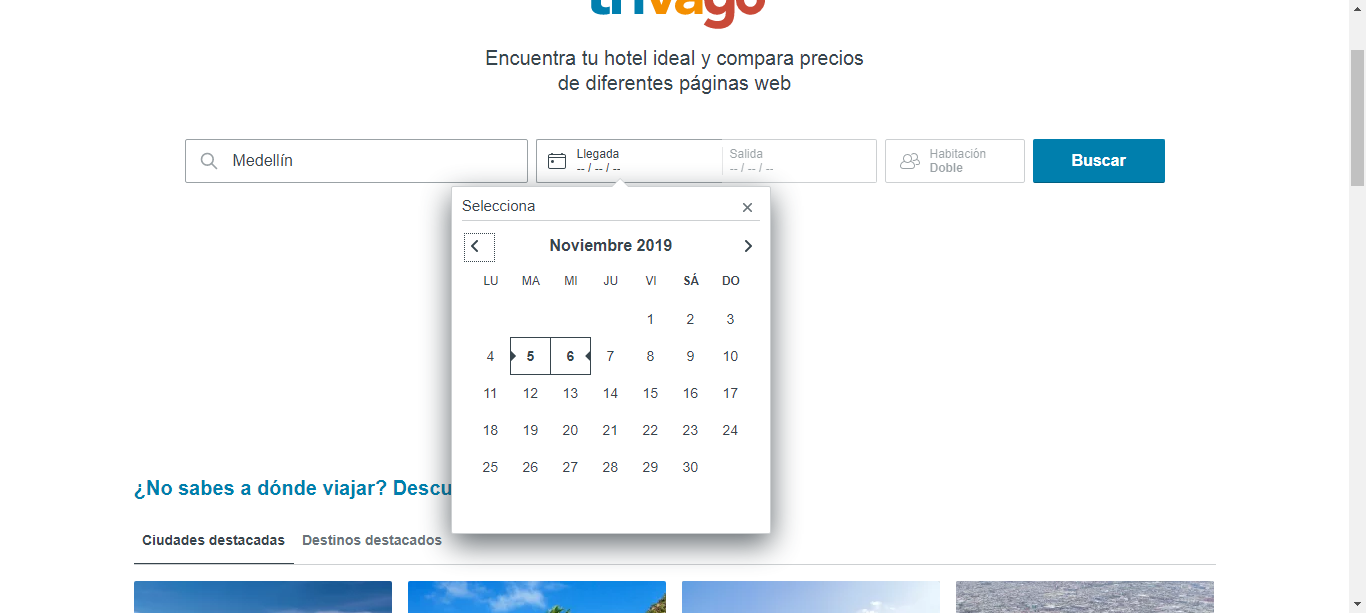 trivago
Encuentra tu hotel ideal y compara precios
de diferentes páginas web
Medellín
Llegada
-- / -- / --
Salida
-- / -- / --
Habitación
Doble
Buscar
Selecciona
Noviembre 2019
LU MA MI JU VI SÁ DO
1 2 3
4 5 6 7 8 9 10
11 12 13 14 15 16 17
18 19 20 21 22 23 24
25 26 27 28 29 30
¿No sabes a dónde viajar? Descu
Ciudades destacadas Destinos destacados